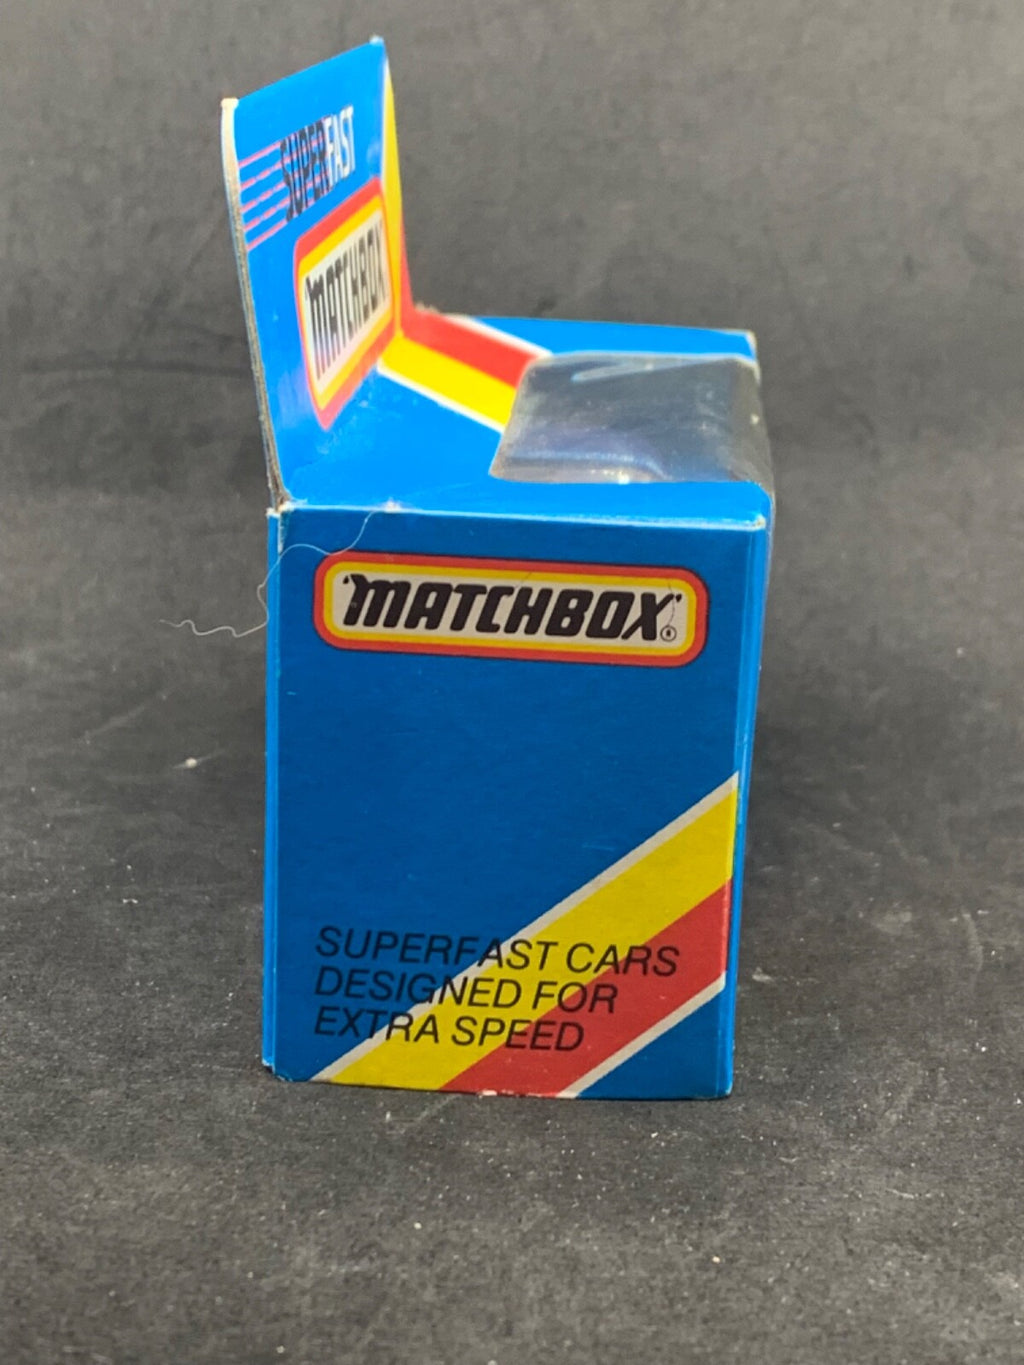 SUPERFAST
MATCHBOX
"MATCHBOX"®
SUPERFAST CARS
DESIGNED FOR
EXTRA SPEED